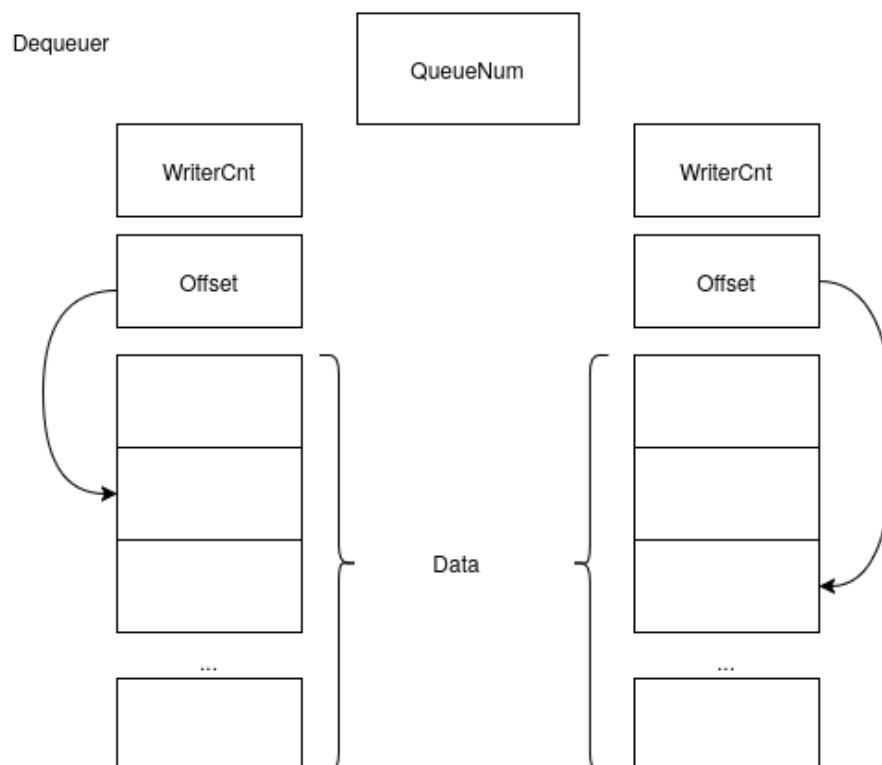 Dequeuer
QueueNum
WriterCnt
WriterCnt
Offset
Offset
Data
...
...